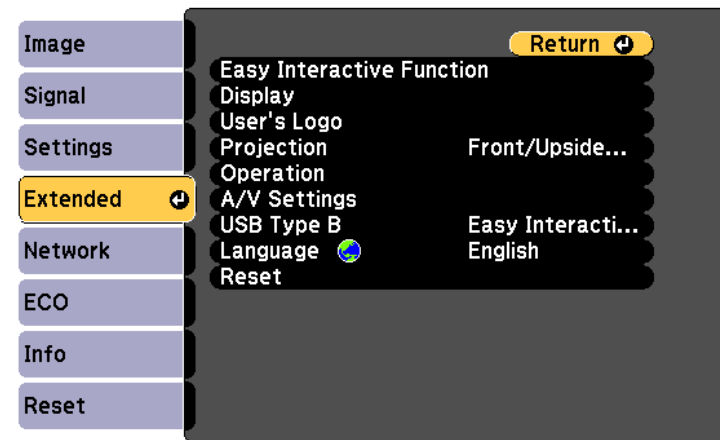 Image
Signal
Settings
Extended
Network
ECO
Info
Reset
Return
Easy Interactive Function
Display
User's Logo
Projection Front/Upside...
Operation
A/V Settings
USB Type B Easy Interacti...
Language English
Reset